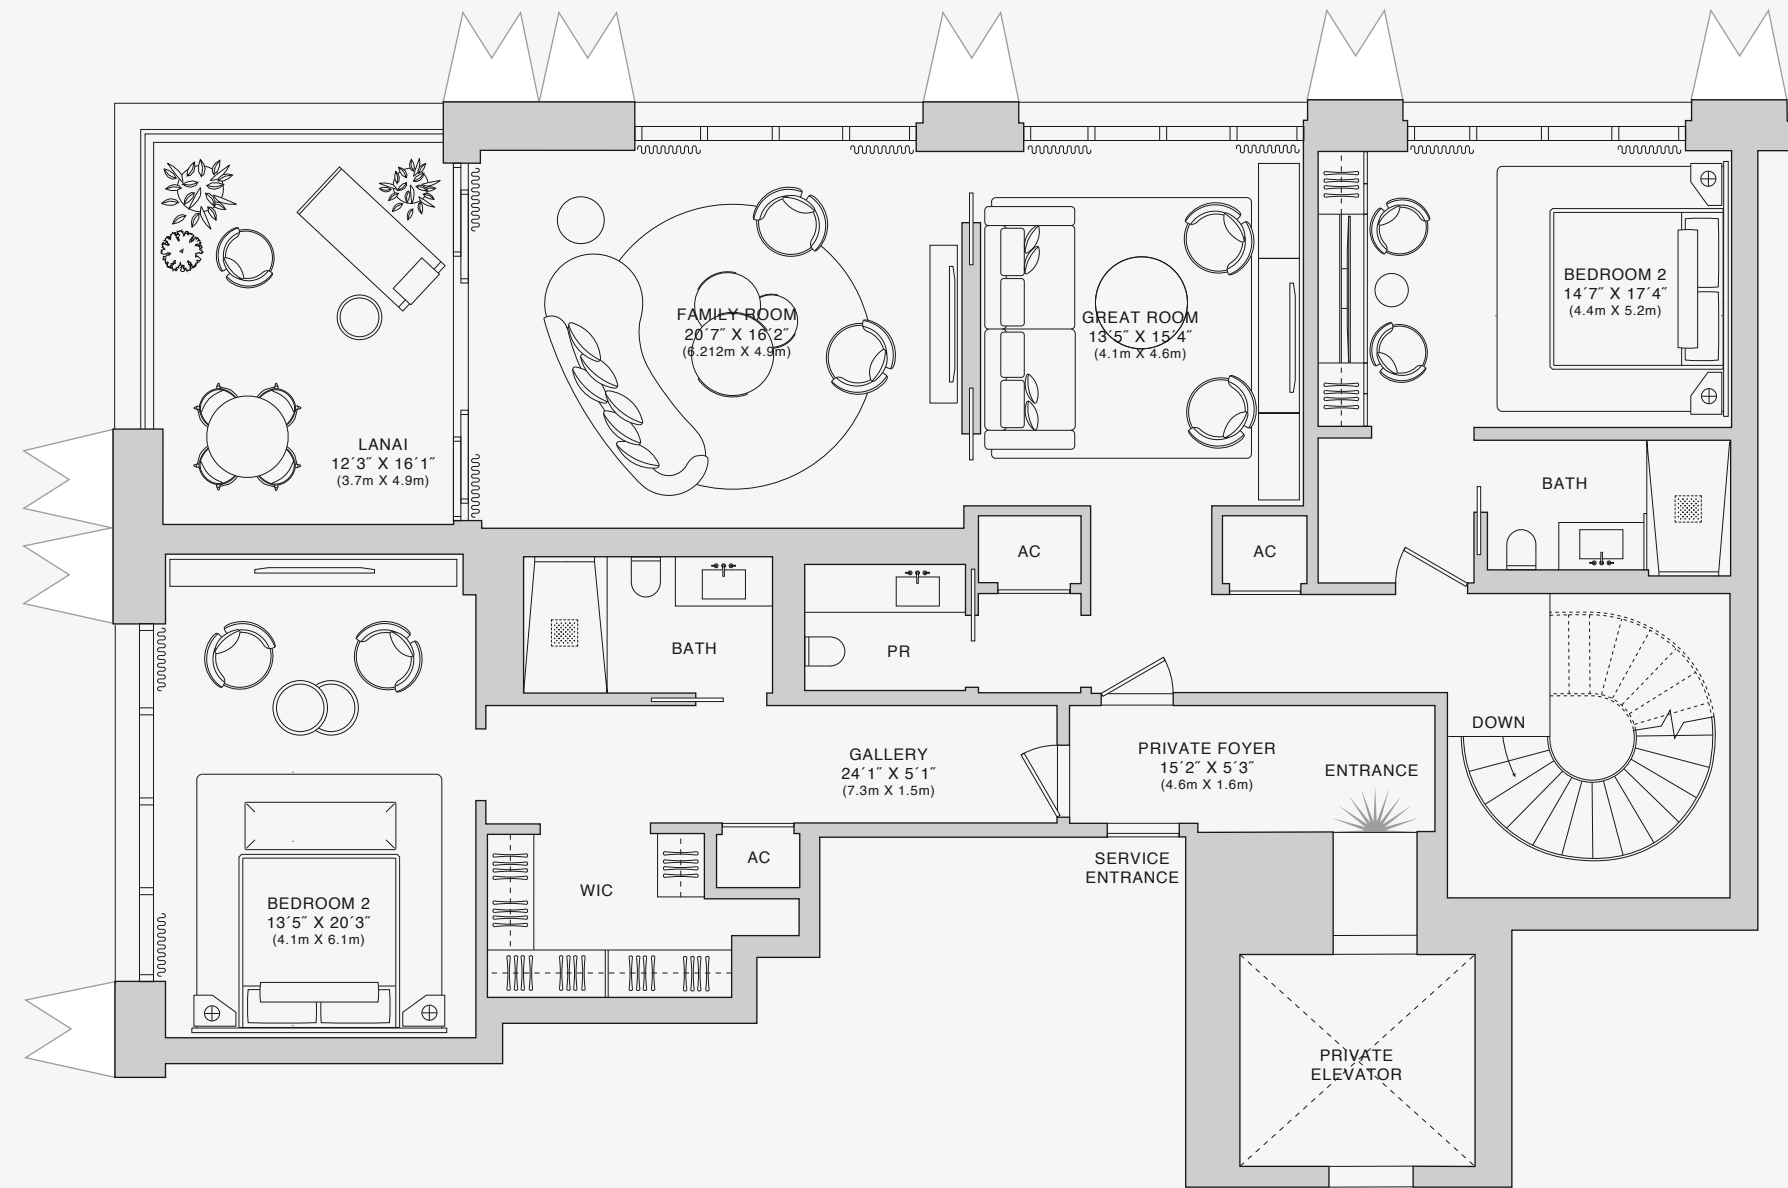 FAMILY ROOM
20´7˝ X 16´2˝
(6.212m X 4.9m)
GREAT ROOM
13´5˝ X 15´4˝
(4.1m X 4.6m)
BEDROOM 2
14´7˝ X 17´4˝
(4.4m X 5.2m)
LANAI
12´3˝ X 16´1˝
(3.7m X 4.9m)
BATH
AC
AC
BATH
PR
DOWN
GALLERY
24´1˝ X 5´1˝
(7.3m X 1.5m)
PRIVATE FOYER
15´2˝ X 5´3˝
(4.6m X 1.6m)
ENTRANCE
AC
SERVICE
ENTRANCE
WIC
BEDROOM 2
13´5˝ X 20´3˝
(4.1m X 6.1m)
PRIVATE
ELEVATOR